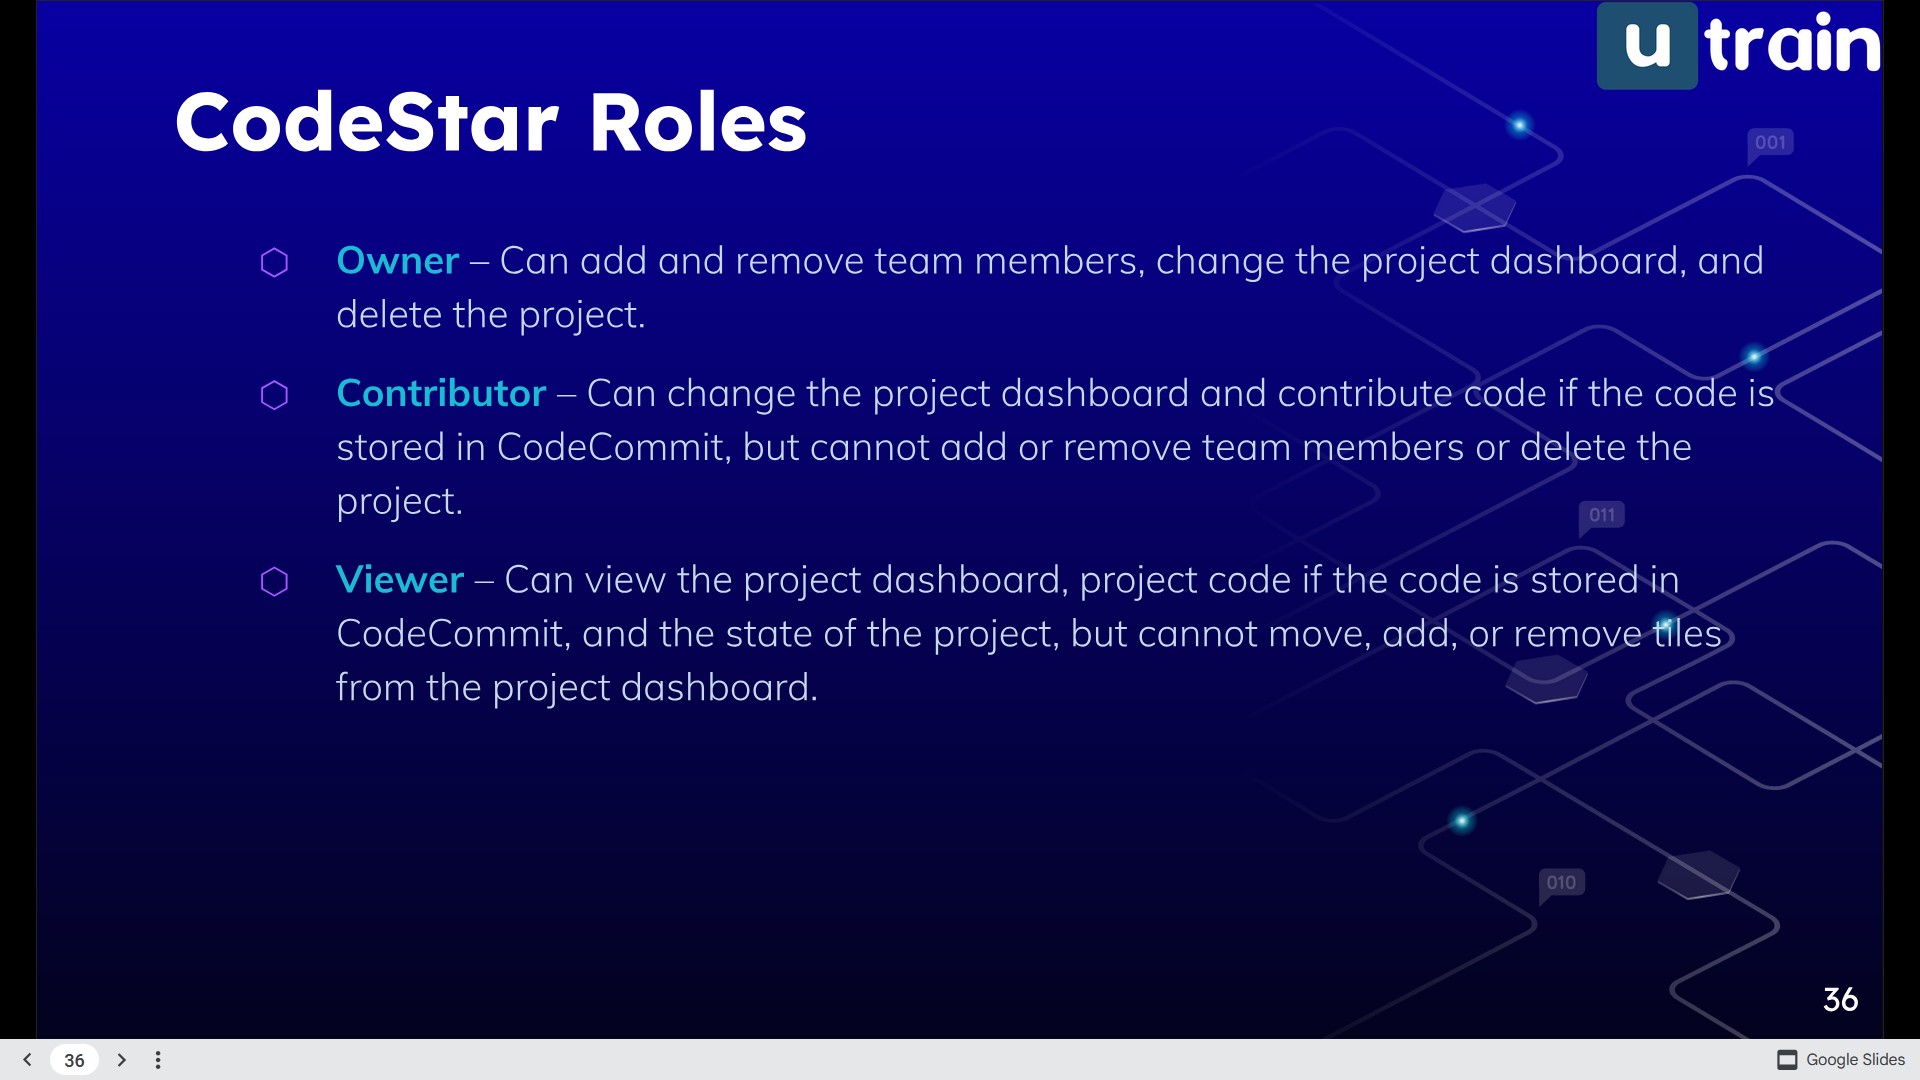 u train
CodeStar Roles
001
Owner – Can add and remove team members, change the project dashboard, and
delete the project.
Contributor – Can change the project dashboard and contribute code if the code is
stored in CodeCommit, but cannot add or remove team members or delete the
project.
011
Viewer – Can view the project dashboard, project code if the code is stored in
CodeCommit, and the state of the project, but cannot move, add, or remove tiles
from the project dashboard.
010
36
36
Google Slides